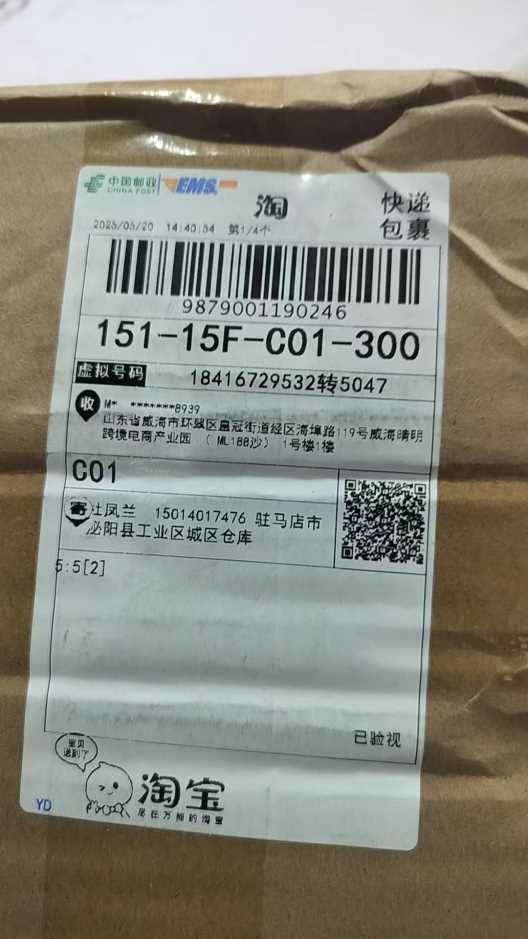 中国邮政
CHINA POST
EMS
淘
快递
包裹
2025/05/20 14:40:54 第1/4个
9879001190246
151-15F-C01-300
虚拟号码
18416729532转5047
收
M* *******8939
山东省威海市环翠区皇冠街道经区海埠路119号威海晴明
跨境电商产业园 ( ML188沙) 1号楼1楼
C01
寄
杜凤兰 15014017476 驻马店市
泌阳县工业区城区仓库
5:5[2]
已验视
宝贝
送到了
淘宝
YD